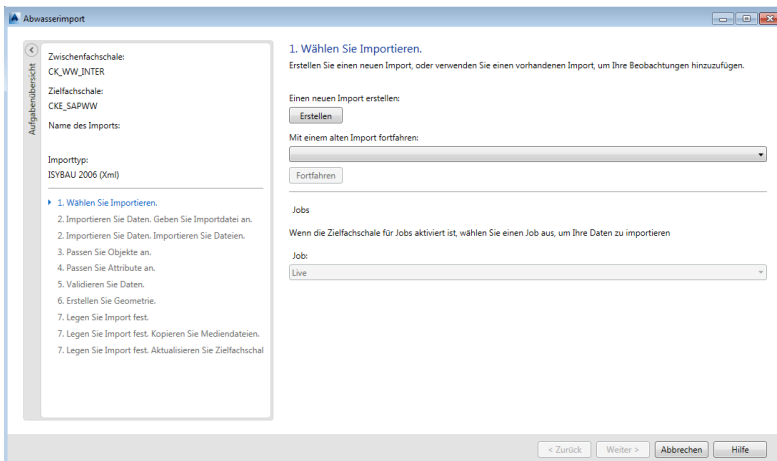 Abwasserimport
Aufgabenübersicht
Zwischenfachschale:
CK_WW_INTER
Zielfachschale:
CKE_SAPWW
Name des Imports:
Importtyp:
ISYBAU 2006 (Xml)
1. Wählen Sie Importieren.
2. Importieren Sie Daten. Geben Sie Importdatei an.
2. Importieren Sie Daten. Importieren Sie Dateien.
3. Passen Sie Objekte an.
4. Passen Sie Attribute an.
5. Validieren Sie Daten.
6. Erstellen Sie Geometrie.
7. Legen Sie Import fest.
7. Legen Sie Import fest. Kopieren Sie Mediendateien.
7. Legen Sie Import fest. Aktualisieren Sie Zielfachschal
1. Wählen Sie Importieren.
Erstellen Sie einen neuen Import, oder verwenden Sie einen vorhandenen Import, um Ihre Beobachtungen hinzuzufügen.
Einen neuen Import erstellen:
Erstellen
Mit einem alten Import fortfahren:
Fortfahren
Jobs
Wenn die Zielfachschale für Jobs aktiviert ist, wählen Sie einen Job aus, um Ihre Daten zu importieren
Job:
Live
< Zurück Weiter > Abbrechen Hilfe